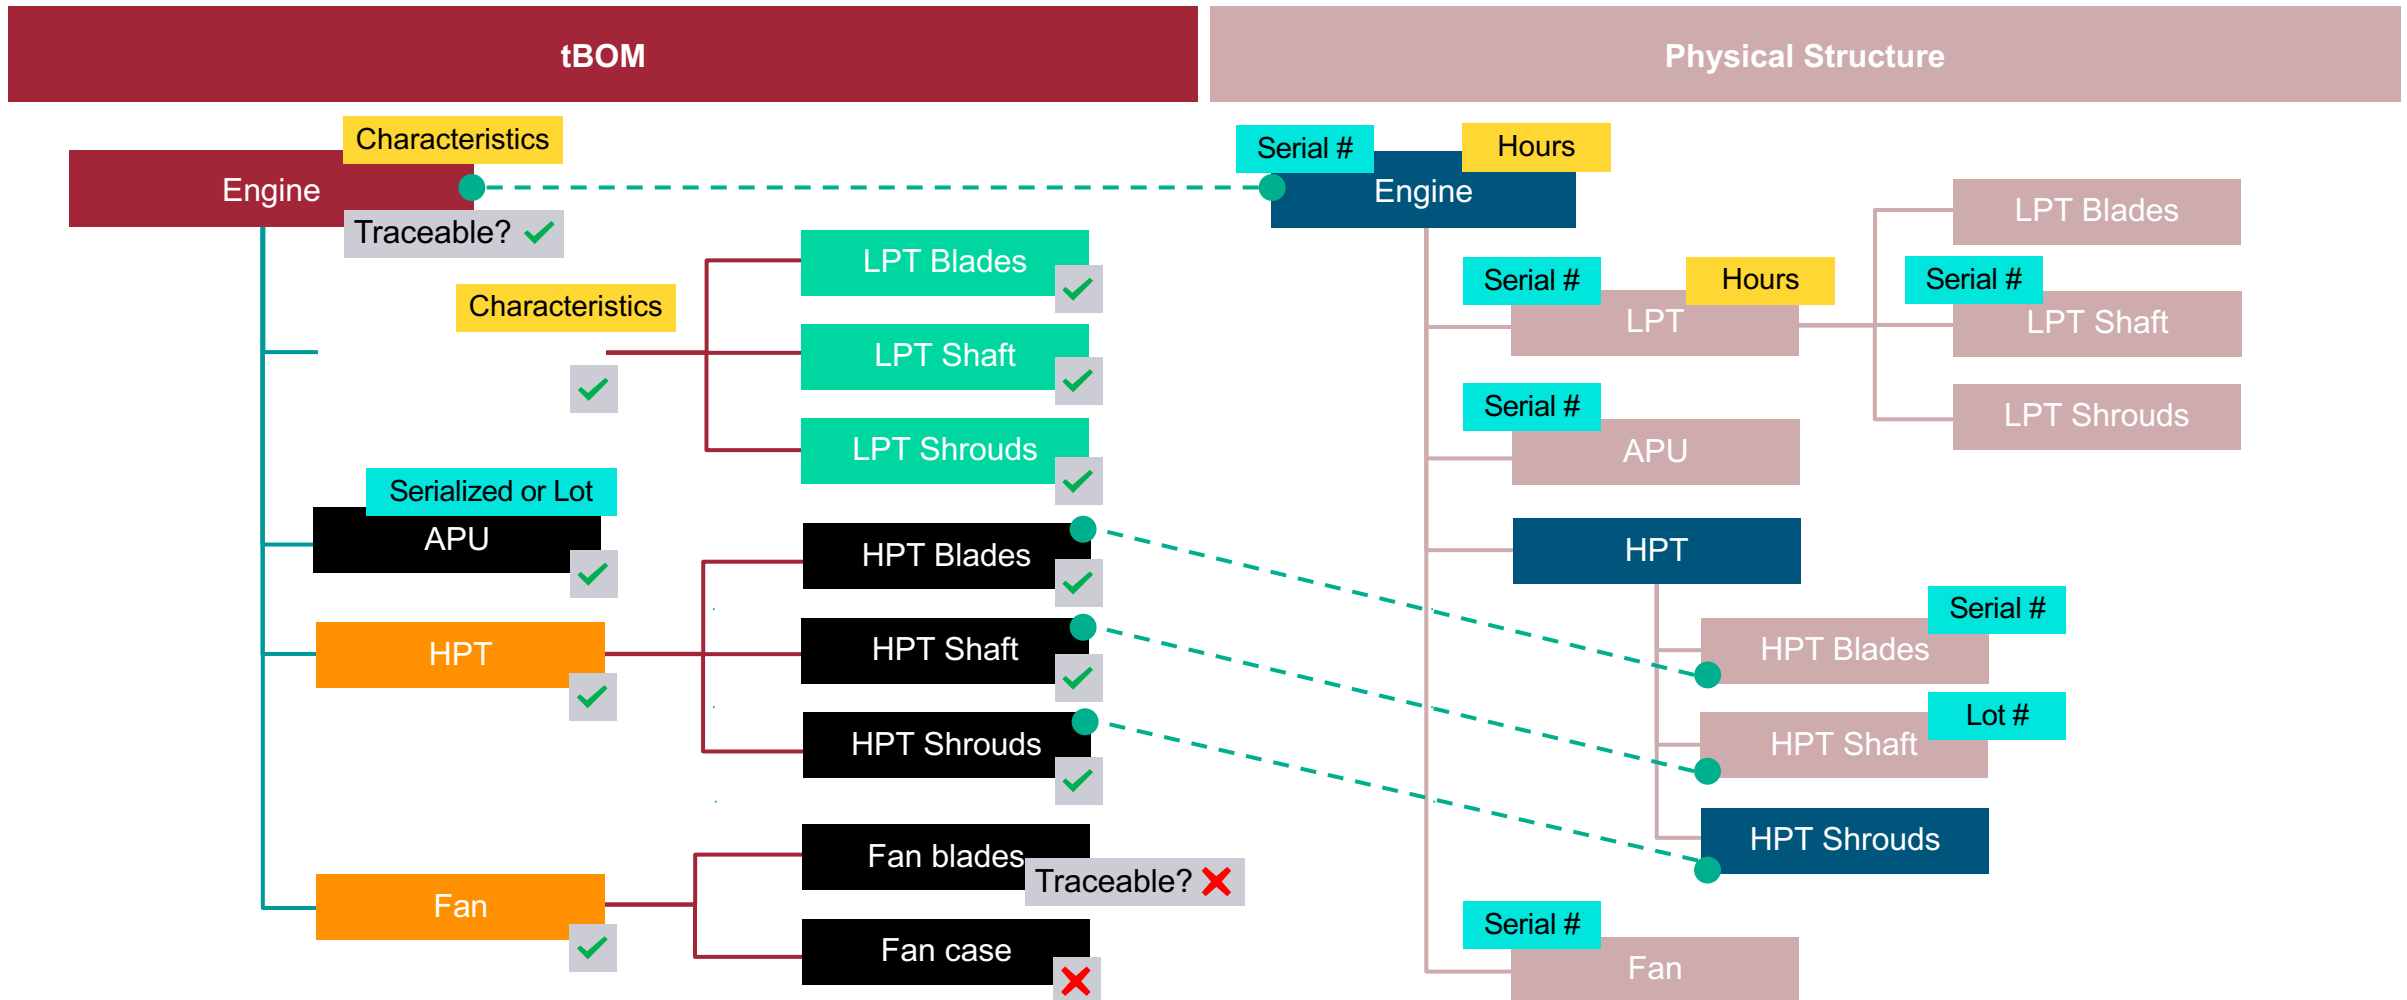 tBOM
Characteristics
Engine
Traceable?
Characteristics
LPT Blades
LPT Shaft
LPT Shrouds
Serialized or Lot
APU
HPT
HPT Blades
HPT Shaft
HPT Shrouds
Fan
Fan blades
Traceable?
Fan case
Physical Structure
Serial #
Hours
Engine
Serial #
Hours
LPT
LPT Blades
Serial #
LPT Shaft
LPT Shrouds
Serial #
APU
HPT
Serial #
HPT Blades
Lot #
HPT Shaft
HPT Shrouds
Serial #
Fan